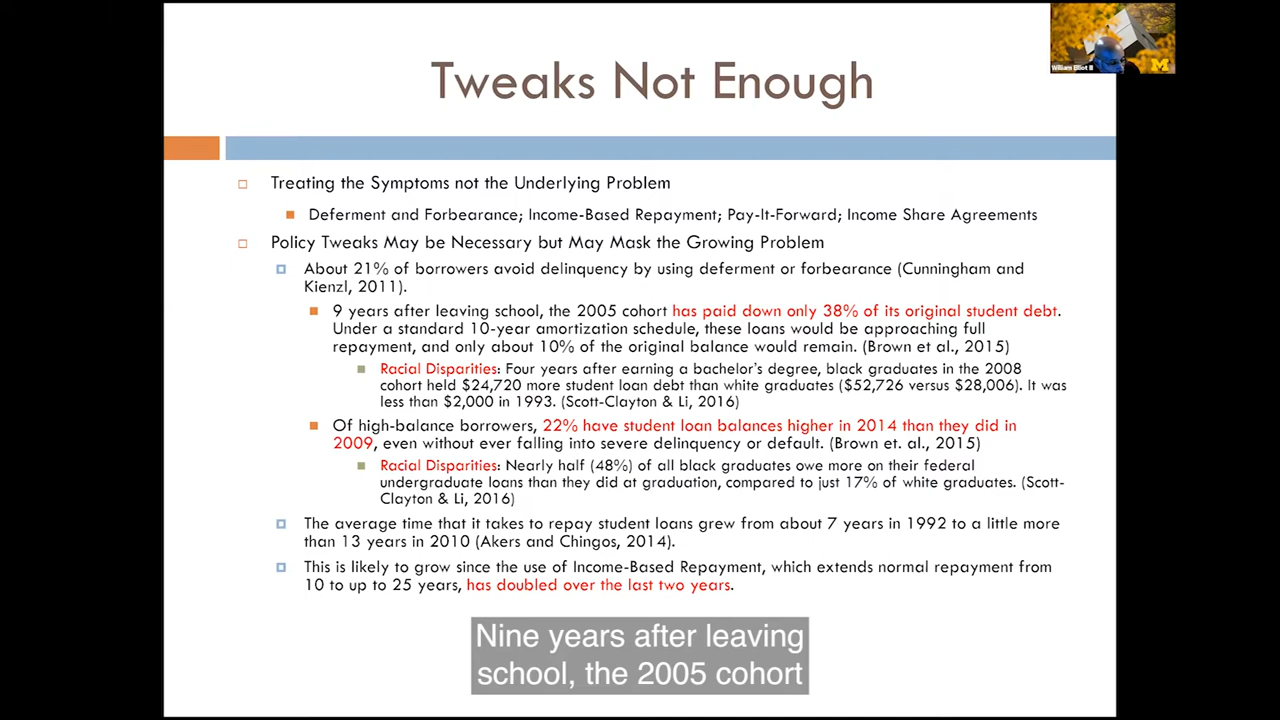 William Elliot II
M
Tweaks Not Enough
Treating the Symptoms not the Underlying Problem
Deferment and Forbearance; Income-Based Repayment; Pay-It-Forward; Income Share Agreements
Policy Tweaks May be Necessary but May Mask the Growing Problem
About 21% of borrowers avoid delinquency by using deferment or forbearance (Cunningham and
Kienzl, 2011).
9 years after leaving school, the 2005 cohort has paid down only 38% of its original student debt.
Under a standard 10-year amortization schedule, these loans would be approaching full
repayment, and only about 10% of the original balance would remain. (Brown et al., 2015)
Racial Disparities: Four years after earning a bachelor's degree, black graduates in the 2008
cohort held $24,720 more student loan debt than white graduates ($52,726 versus $28,006). It was
less than $2,000 in 1993. (Scott-Clayton & Li, 2016)
Of high-balance borrowers, 22% have student loan balances higher in 2014 than they did in
2009, even without ever falling into severe delinquency or default. (Brown et. al., 2015)
Racial Disparities: Nearly half (48%) of all black graduates owe more on their federal
undergraduate loans than they did at graduation, compared to just 17% of white graduates. (Scott-
Clayton & Li, 2016)
The average time that it takes to repay student loans grew from about 7 years in 1992 to a little more
than 13 years in 2010 (Akers and Chingos, 2014).
This is likely to grow since the use of Income-Based Repayment, which extends normal repayment from
10 to up to 25 years, has doubled over the last two years.
Nine years after leaving
school, the 2005 cohort